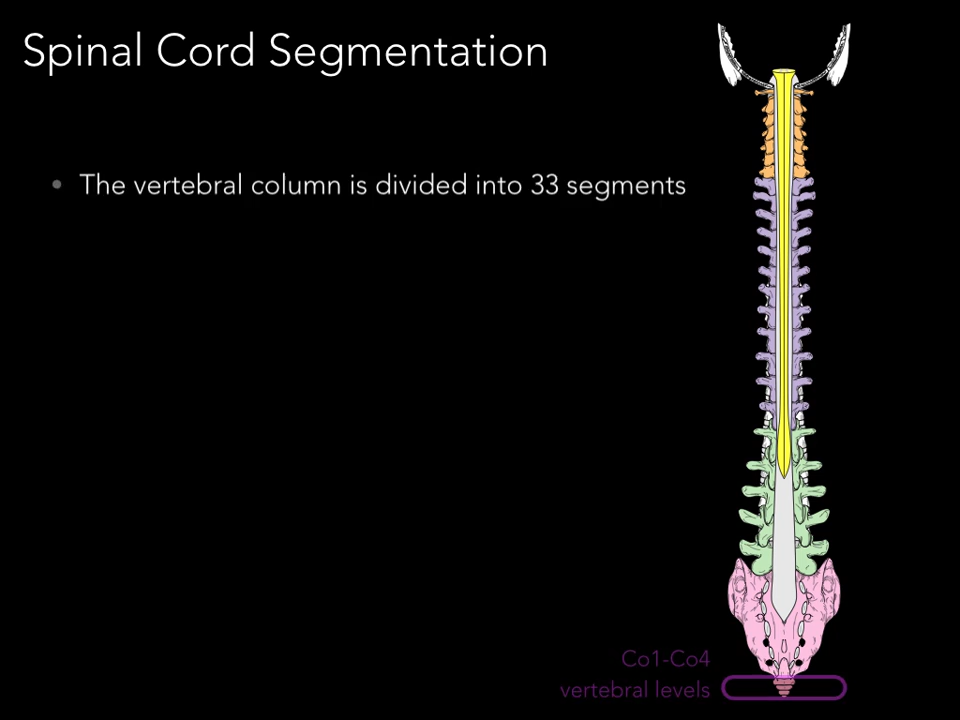 Spinal Cord Segmentation
• The vertebral column is divided into 33 segments
Co1-Co4
vertebral levels